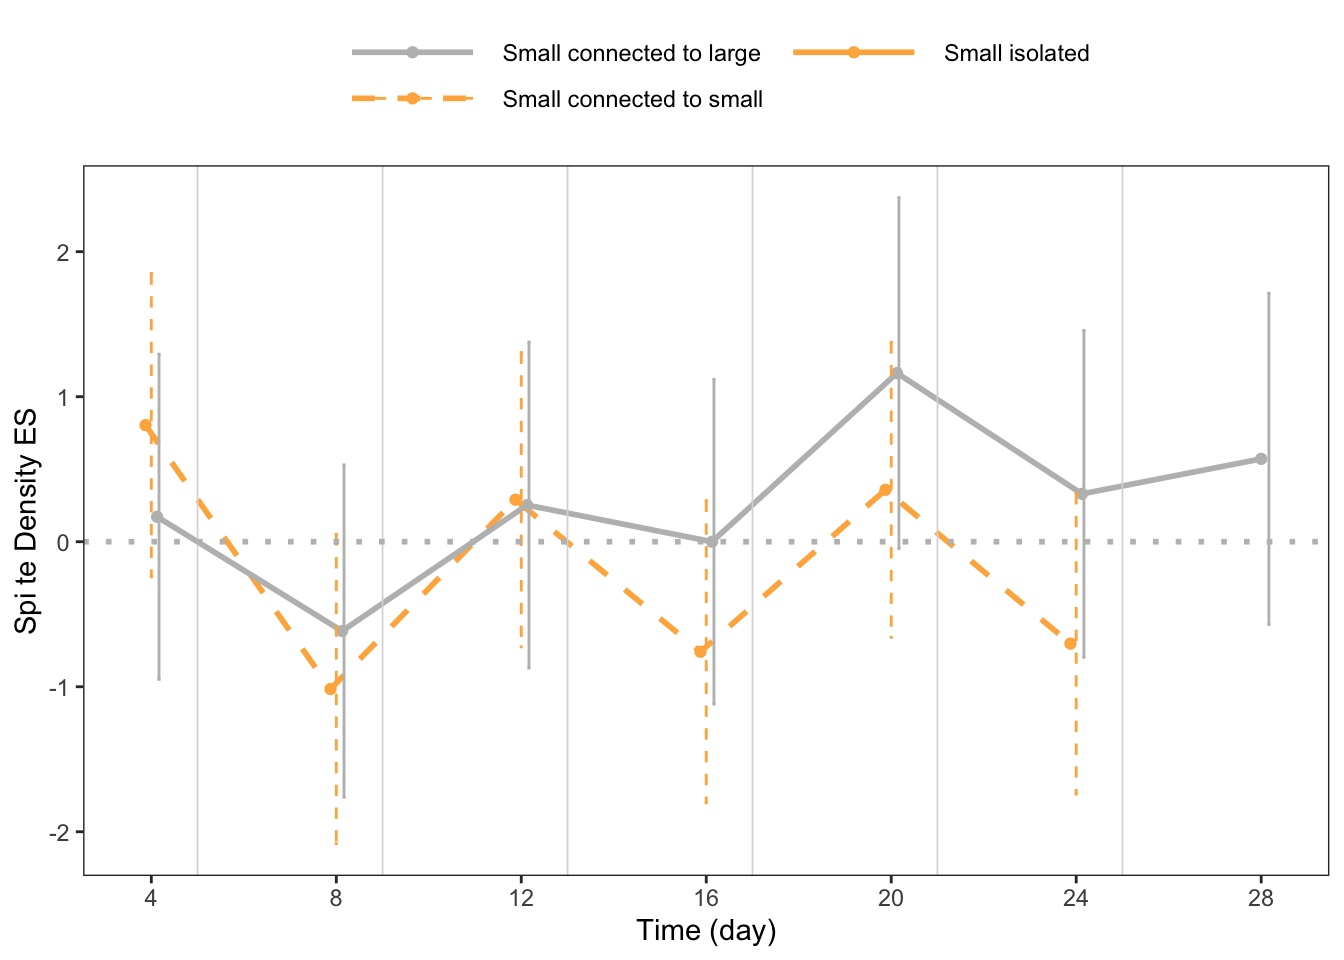 Small connected to large
Small isolated
Small connected to small
Spi te Density ES
2
1
0
-1
-2
4
8
12
16
20
24
28
Time (day)